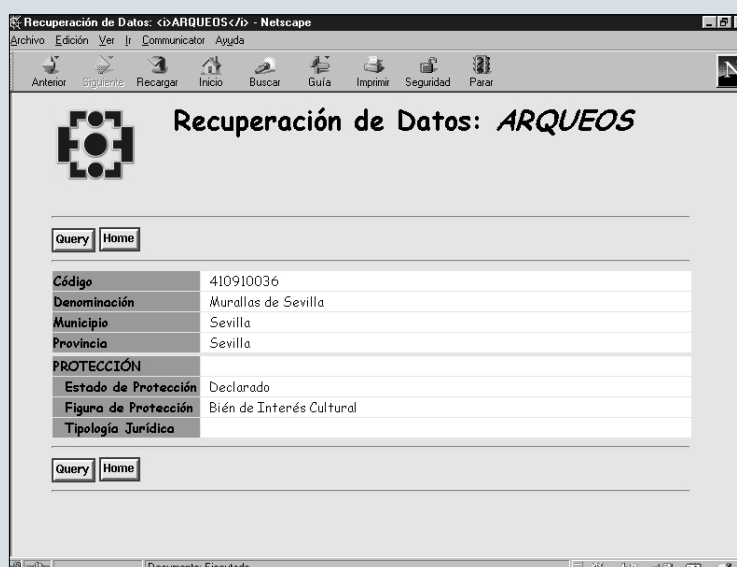 Recuperación de Datos: <i>ARQUEOS</i> - Netscape
Archivo Edición Ver Ir Communicator Ayuda
Anterior Siguiente Recargar Inicio Buscar Guía Imprimir Seguridad Parar
N
Recuperación de Datos: ARQUEOS
Query Home
Código 410910036
Denominación Murallas de Sevilla
Municipio Sevilla
Provincia Sevilla
PROTECCIÓN
Estado de Protección Declarado
Figura de Protección Bién de Interés Cultural
Tipología Jurídica
Query Home
Documento: Ejecutado